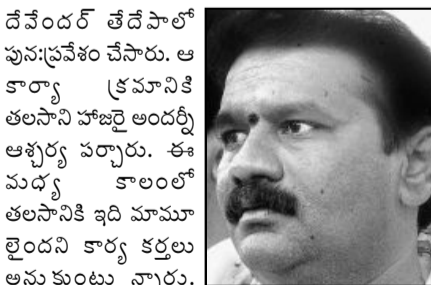 దేవేందర్ తేదేపాలో
పున:ప్రవేశం చేసారు. ఆ
కార్యా క్రమానికి
తలసాని హాజరై అందర్నీ
ఆశ్చర్య పర్చారు. ఈ
మధ్య కాలంలో
తలసానికి ఇది మామూ
లైందని కార్య కర్తలు
అనుకుంటు న్నారు.